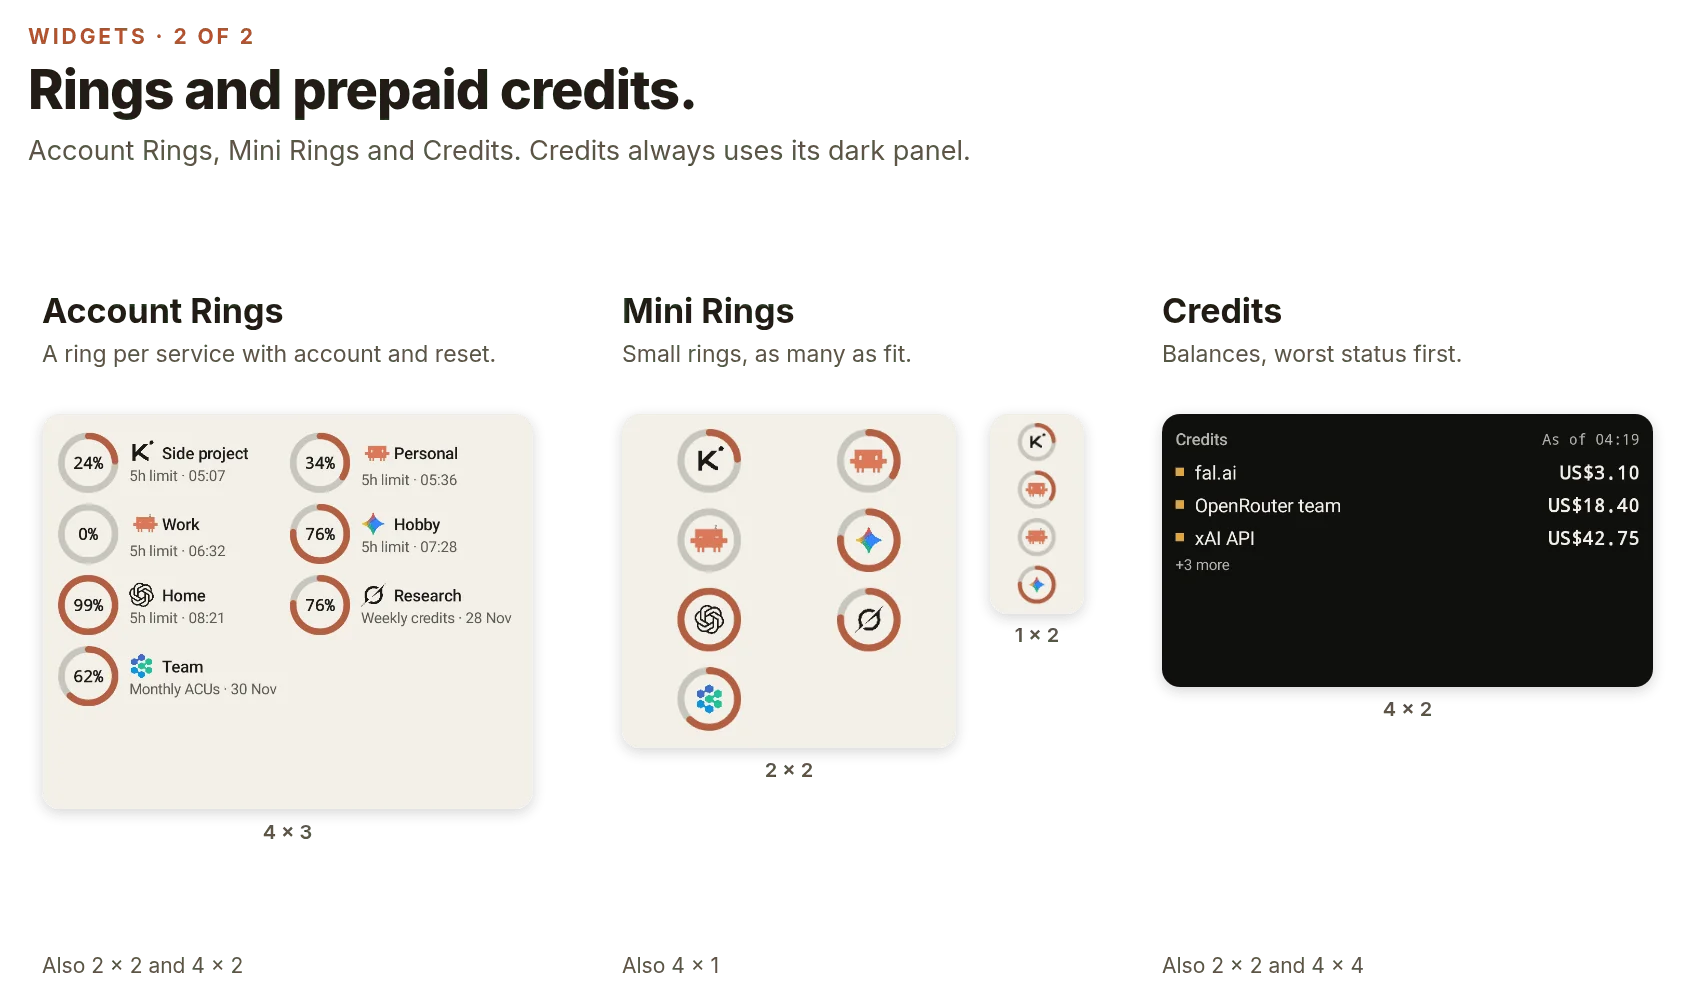 WIDGETS · 2 OF 2
Rings and prepaid credits.
Account Rings, Mini Rings and Credits. Credits always uses its dark panel.
Account Rings
A ring per service with account and reset.
24%
Side project
5h limit · 05:07
34%
Personal
5h limit · 05:36
0%
Work
5h limit · 06:32
76%
Hobby
5h limit · 07:28
99%
Home
5h limit · 08:21
76%
Research
Weekly credits · 28 Nov
62%
Team
Monthly ACUs · 30 Nov
4 × 3
Also 2 × 2 and 4 × 2
Mini Rings
Small rings, as many as fit.
2 × 2
1 × 2
Also 4 × 1
Credits
Balances, worst status first.
Credits As of 04:19
fal.ai US$3.10
OpenRouter team US$18.40
xAI API US$42.75
+3 more
4 × 2
Also 2 × 2 and 4 × 4